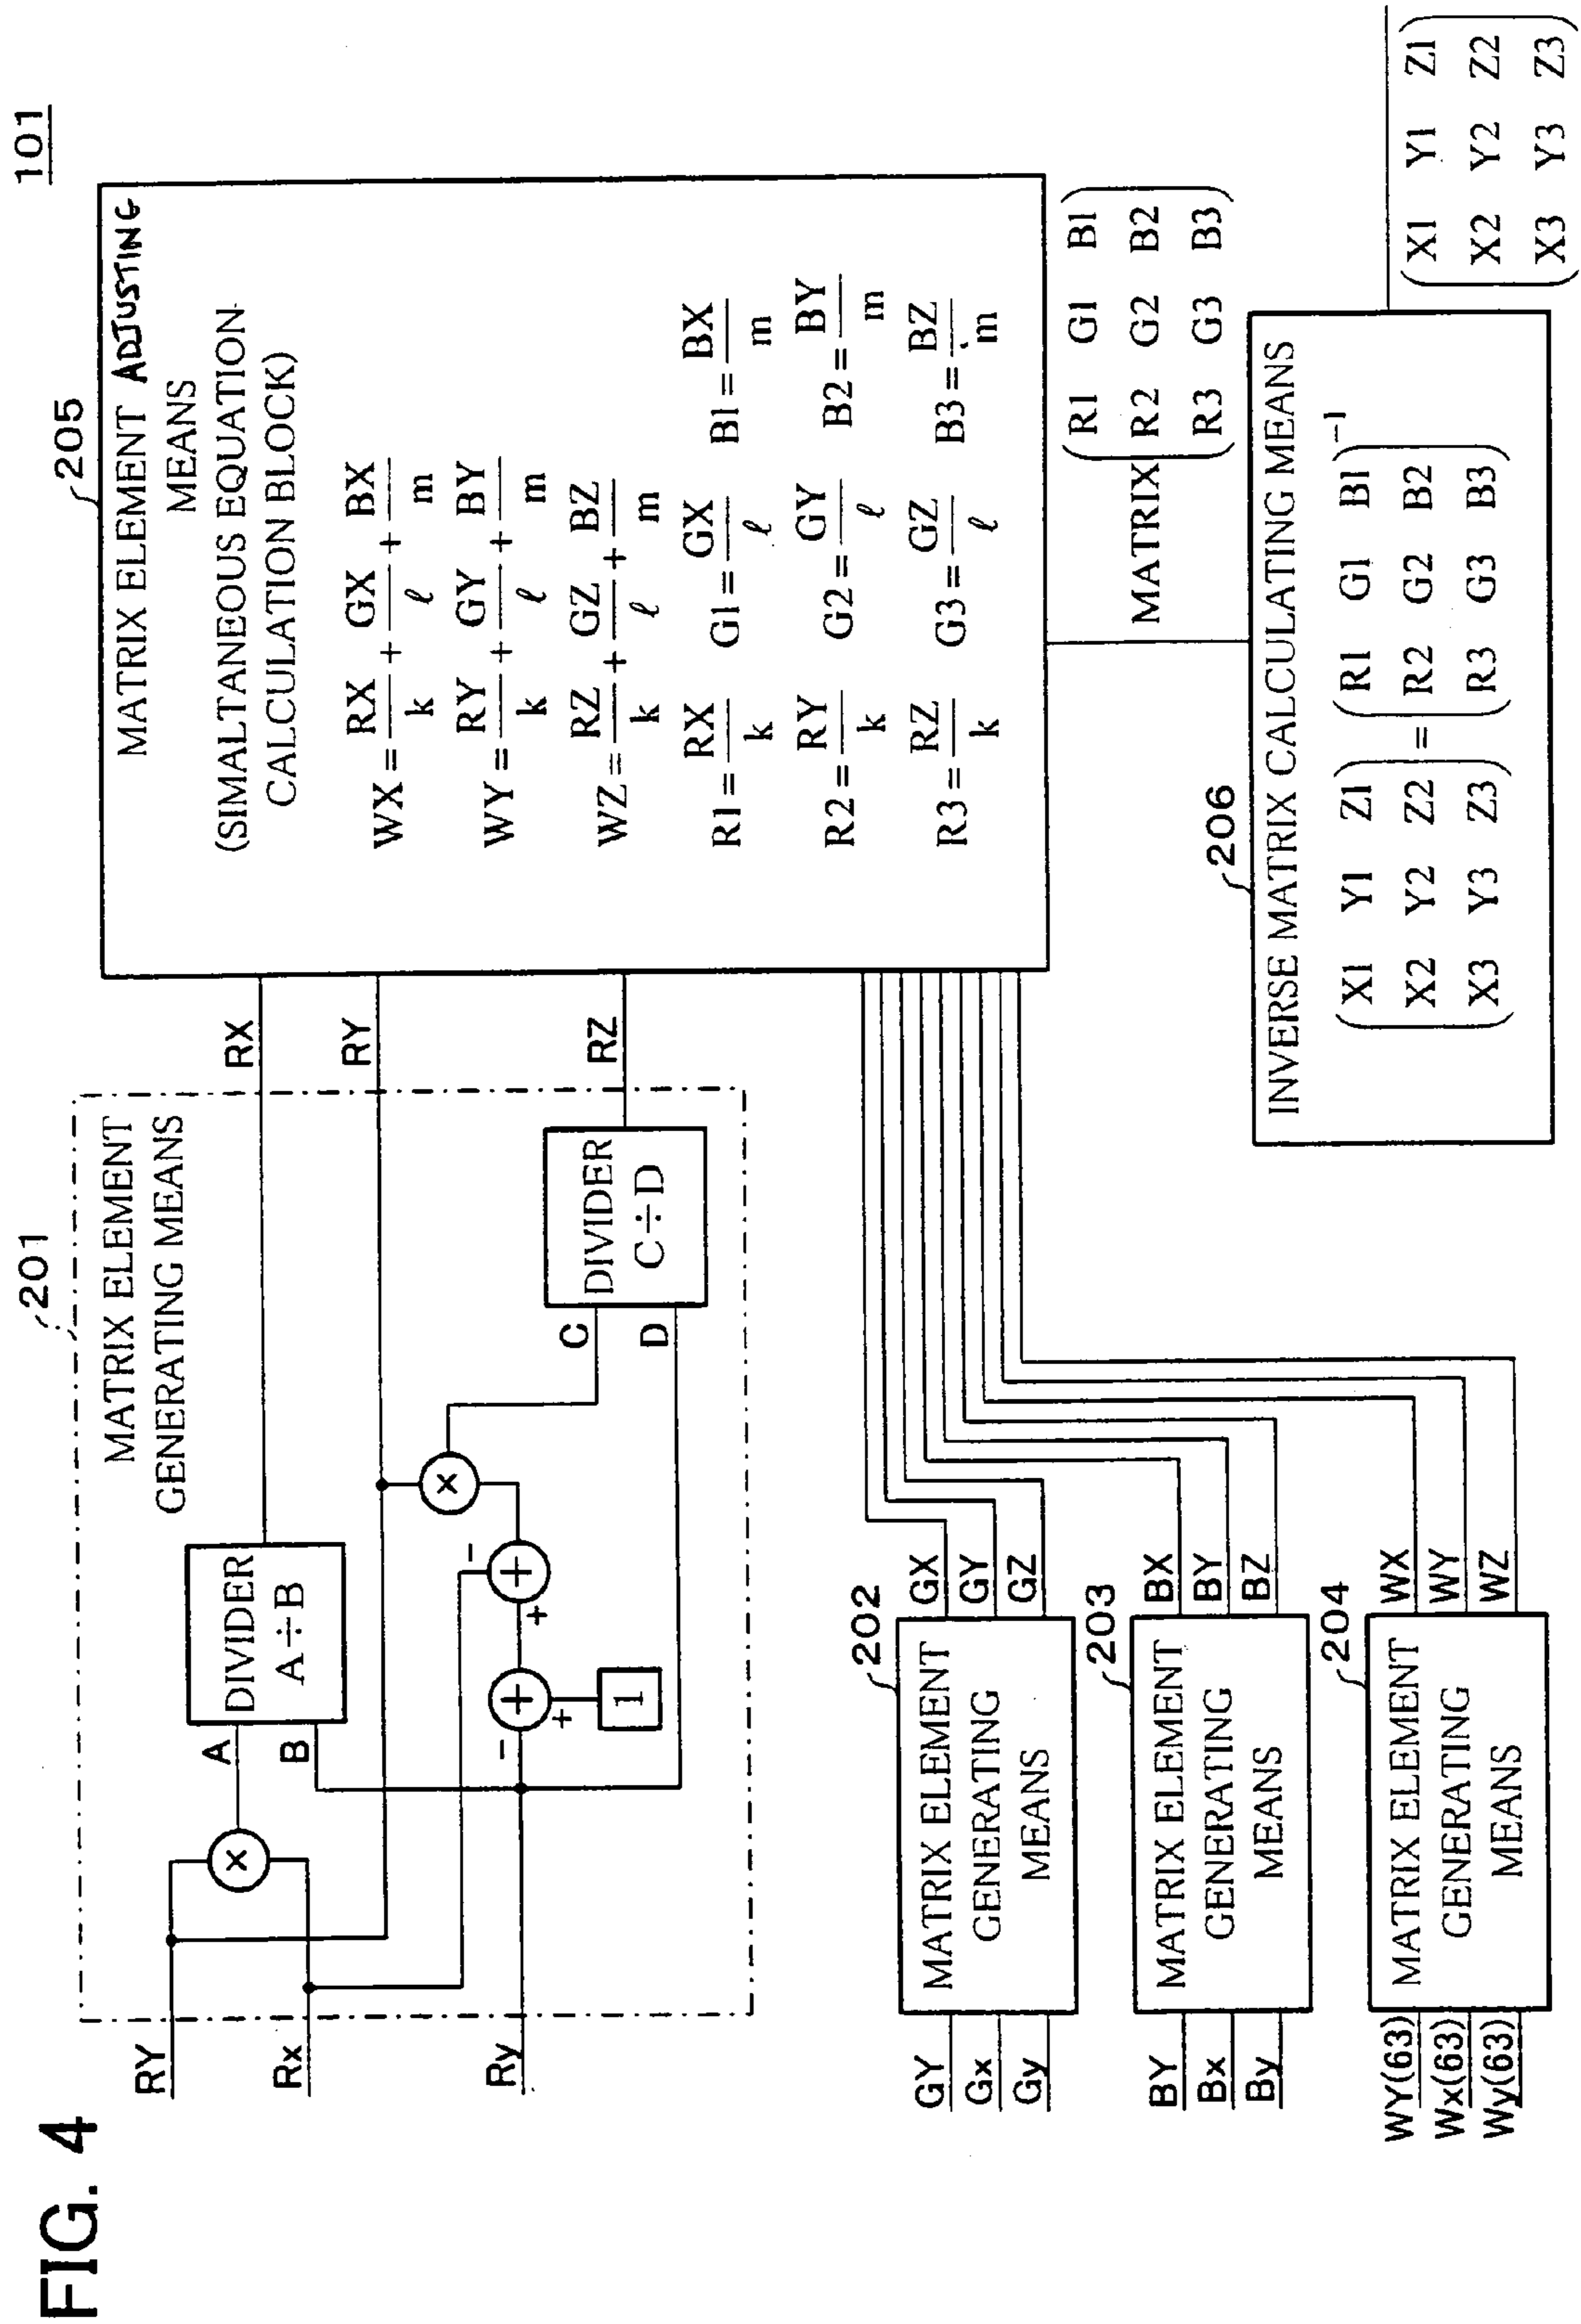 FIG. 4
101
201
MATRIX ELEMENT
GENERATING MEANS
RY
Rx
Ry
A
B
DIVIDER
A÷B
×
+
-
+
1
+
+
-
×
C
D
DIVIDER
C÷D
RX
RY
RZ
205
MATRIX ELEMENT ADJUSTING
MEANS
(SIMALTANEOUS EQUATION
CALCULATION BLOCK)
WX = RX/k + GX/ℓ + BX/m
WY = RY/k + GY/ℓ + BY/m
WZ = RZ/k + GZ/ℓ + BZ/m
R1 = RX/k G1 = GX/ℓ B1 = BX/m
R2 = RY/k G2 = GY/ℓ B2 = BY/m
R3 = RZ/k G3 = GZ/ℓ B3 = BZ/m
GY
Gx
Gy
202
MATRIX ELEMENT
GENERATING
MEANS
GX
GY
GZ
BY
Bx
By
203
MATRIX ELEMENT
GENERATING
MEANS
BX
BY
BZ
WY(63)
Wx(63)
Wy(63)
204
MATRIX ELEMENT
GENERATING
MEANS
WX
WY
WZ
MATRIX
(R1 G1 B1
R2 G2 B2
R3 G3 B3)
206
INVERSE MATRIX CALCULATING MEANS
(X1 Y1 Z1) (R1 G1 B1)-1
(X2 Y2 Z2) = (R2 G2 B2)
(X3 Y3 Z3) (R3 G3 B3)
(X1 Y1 Z1
X2 Y2 Z2
X3 Y3 Z3)